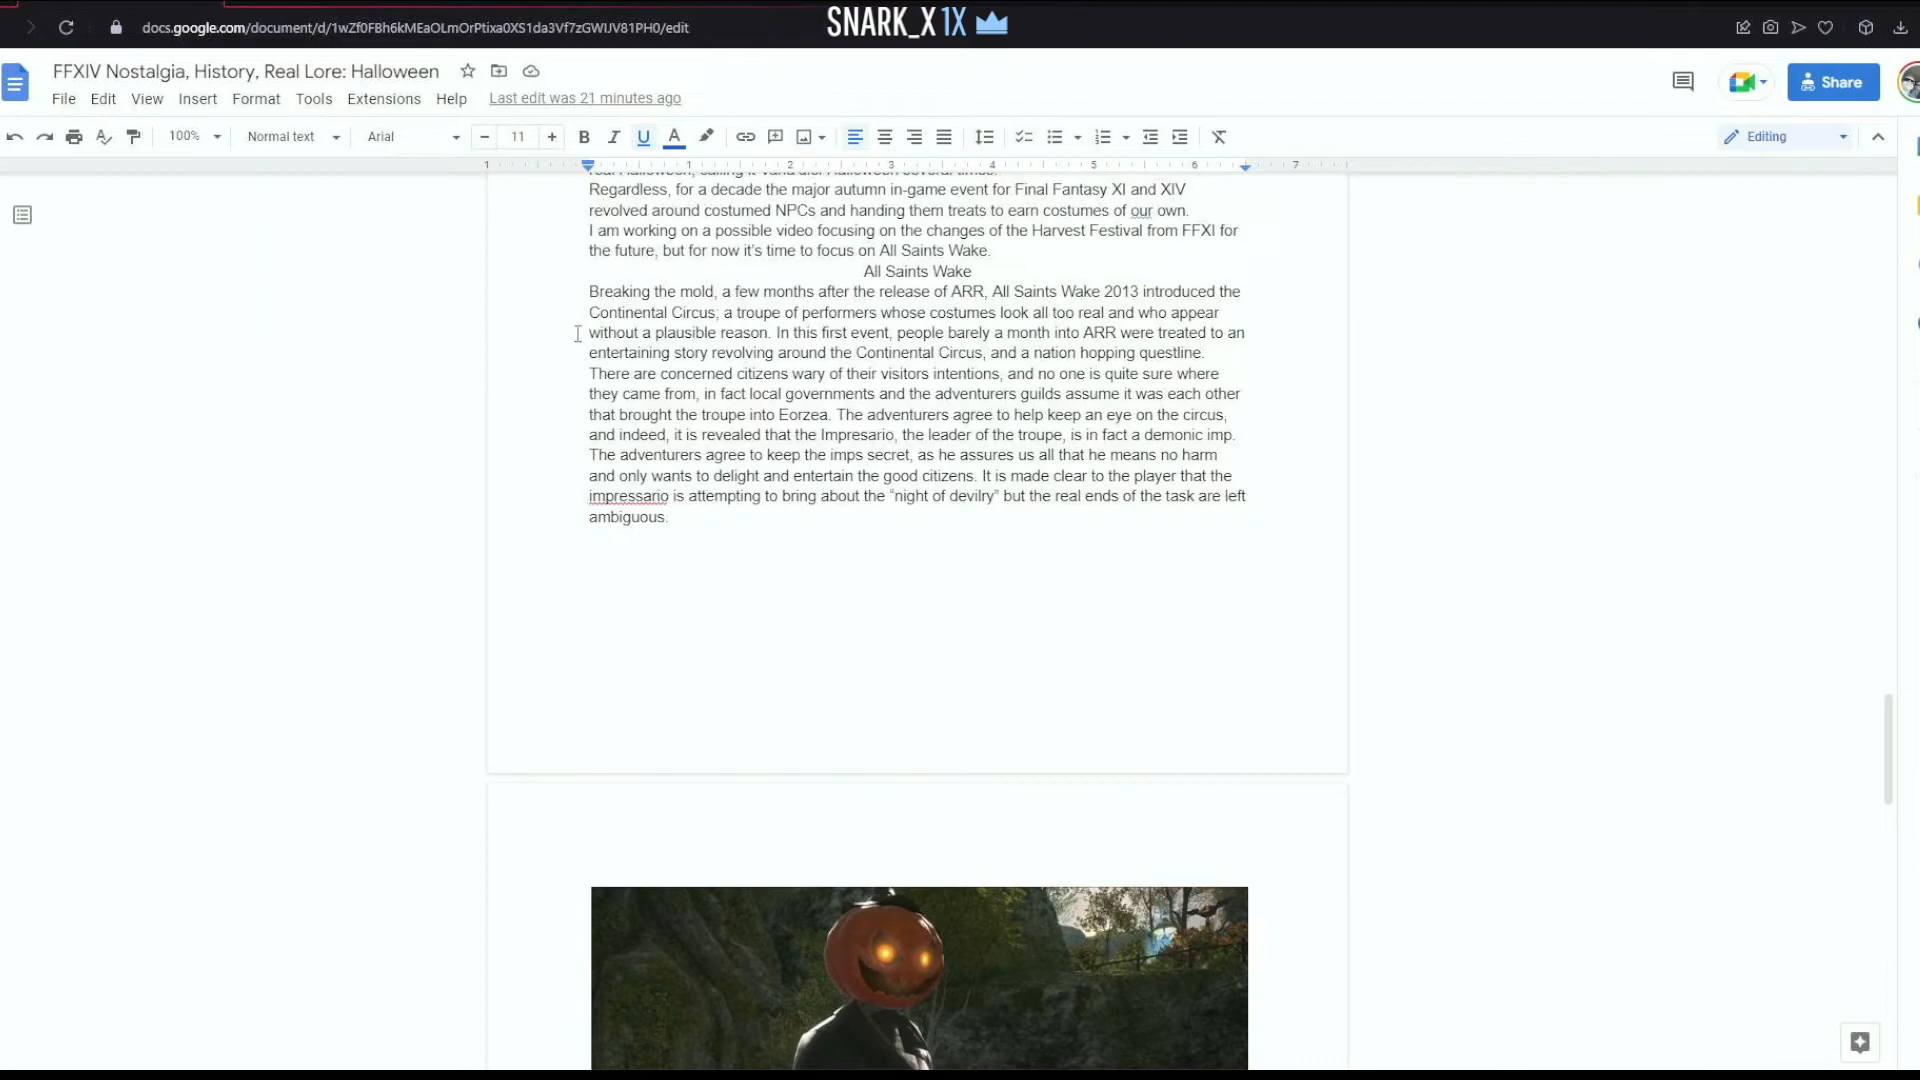 SNARK_X1X
docs.google.com/document/d/1wZf0FBh6kMEaOLmOrPtixa0XS1da3Vf7zGWIJV81PH0/edit
FFXIV Nostalgia, History, Real Lore: Halloween
Share
File Edit View Insert Format Tools Extensions Help Last edit was 21 minutes ago
100% Normal text Arial 11 Editing
1 1 2 3 4 5 6 7
Regardless, for a decade the major autumn in-game event for Final Fantasy XI and XIV
revolved around costumed NPCs and handing them treats to earn costumes of our own.
I am working on a possible video focusing on the changes of the Harvest Festival from FFXI for
the future, but for now it's time to focus on All Saints Wake.
All Saints Wake
Breaking the mold, a few months after the release of ARR, All Saints Wake 2013 introduced the
Continental Circus; a troupe of performers whose costumes look all too real and who appear
without a plausible reason. In this first event, people barely a month into ARR were treated to an
entertaining story revolving around the Continental Circus, and a nation hopping questline.
There are concerned citizens wary of their visitors intentions, and no one is quite sure where
they came from, in fact local governments and the adventurers guilds assume it was each other
that brought the troupe into Eorzea. The adventurers agree to help keep an eye on the circus,
and indeed, it is revealed that the Impresario, the leader of the troupe, is in fact a demonic imp.
The adventurers agree to keep the imps secret, as he assures us all that he means no harm
and only wants to delight and entertain the good citizens. It is made clear to the player that the
impressario is attempting to bring about the “night of devilry” but the real ends of the task are left
ambiguous.